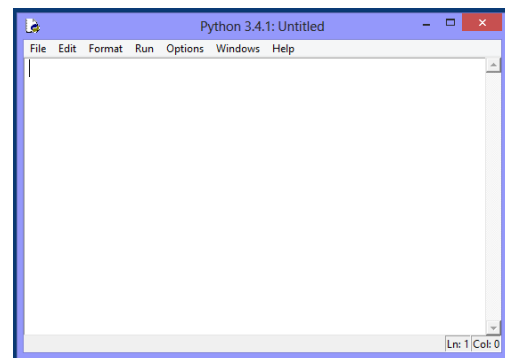 Python 3.4.1: Untitled
File Edit Format Run Options Windows Help
Ln: 1 Col: 0